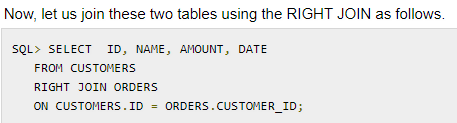 Now, let us join these two tables using the RIGHT JOIN as follows.
SQL> SELECT  ID, NAME, AMOUNT, DATE
   FROM CUSTOMERS
   RIGHT JOIN ORDERS
   ON CUSTOMERS.ID = ORDERS.CUSTOMER_ID;